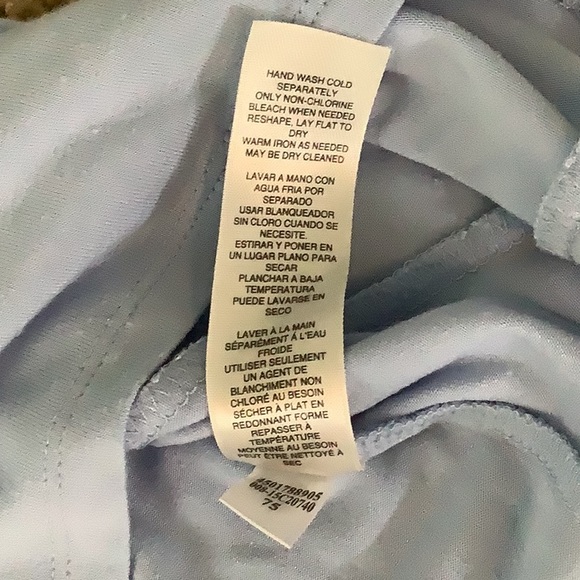 HAND WASH COLD
SEPARATELY
ONLY NON-CHLORINE
BLEACH WHEN NEEDED
RESHAPE, LAY FLAT TO
DRY
WARM IRON AS NEEDED
MAY BE DRY CLEANED
LAVAR A MANO CON
AGUA FRIA POR
SEPARADO
USAR BLANQUEADOR
SIN CLORO CUANDO SE
NECESITE.
ESTIRAR Y PONER EN
UN LUGAR PLANO PARA
SECAR
PLANCHAR A BAJA
TEMPERATURA
PUEDE LAVARSE EN
SECO
LAVER À LA MAIN
SÉPARÉMENT À L'EAU
FROIDE
UTILISER SEULEMENT
UN AGENT DE
BLANCHIMENT NON
CHLORÉ AU BESOIN
SÉCHER À PLAT EN
REDONNANT FORME
REPASSER À
TEMPÉRATURE
MOYENNE AU BESOIN
PEUT ÊTRE NETTOYÉ À
SEC
4501788905
006-15C20740
75